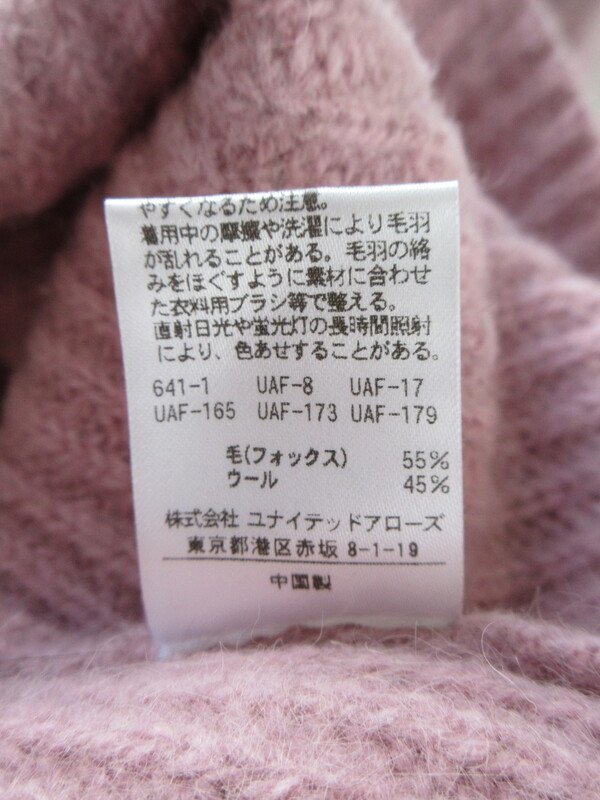 やすくなるため注意。
着用中の摩擦や洗濯により毛羽
が乱れることがある。毛羽の絡
みをほぐすように素材に合わせ
た衣料用ブラシ等で整える。
直射日光や蛍光灯の長時間照射
により、色あせすることがある。
641-1 UAF-8 UAF-17
UAF-165 UAF-173 UAF-179
毛(フォックス) 55%
ウール 45%
株式会社 ユナイテッドアローズ
東京都港区赤坂 8-1-19
中国製